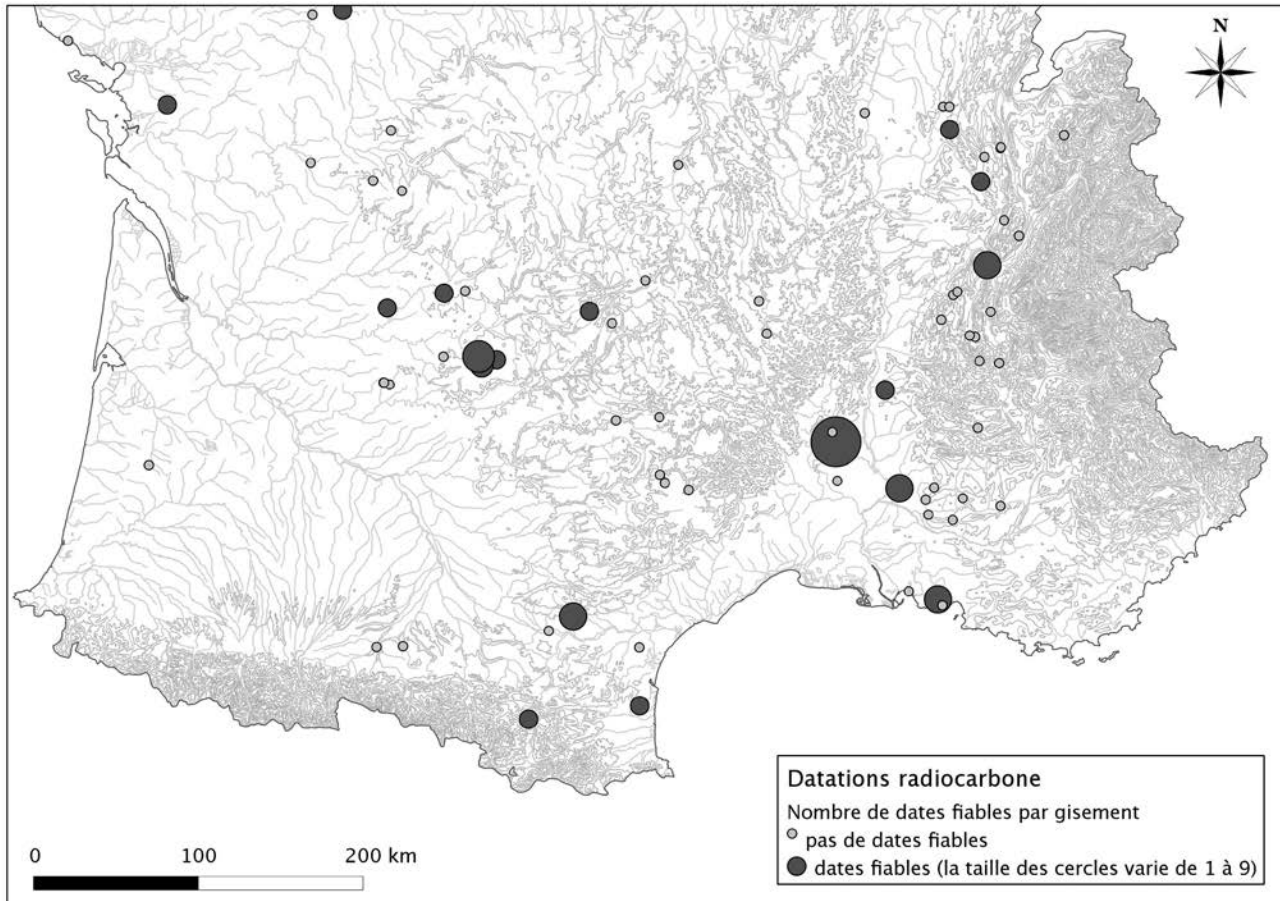 N
Datations radiocarbone
Nombre de dates fiables par gisement
pas de dates fiables
dates fiables (la taille des cercles varie de 1 à 9)
0 100 200 km